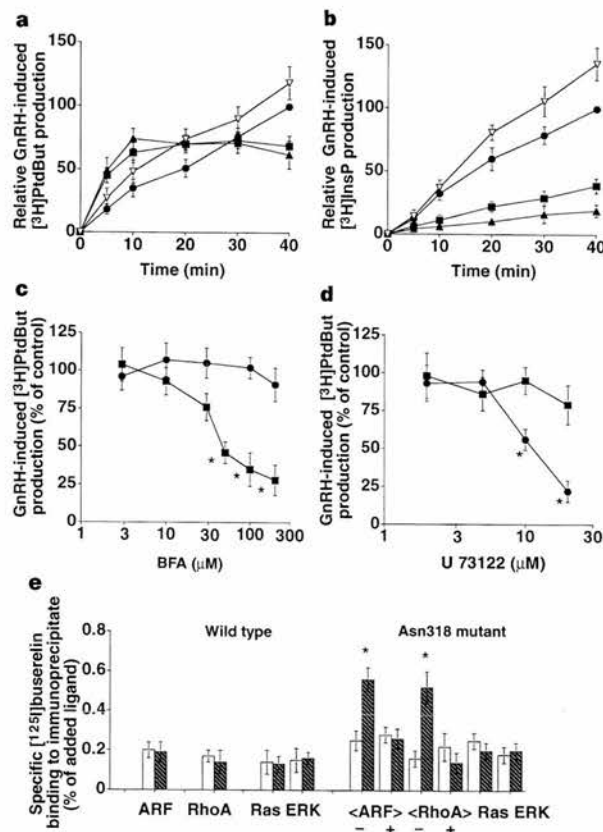 a
Relative GnRH-induced
[³H]PtdBut production
150
100
50
0
0 10 20 30 40
Time (min)
b
Relative GnRH-induced
[³H]InsP production
150
100
50
0
0 10 20 30 40
Time (min)
c
GnRH-induced [³H]PtdBut
production (% of control)
125
100
75
50
25
0
1 3 10 30 100 300
BFA (μM)
* * *
d
GnRH-induced [³H]PtdBut
production (% of control)
125
100
75
50
25
0
1 3 10 30
U 73122 (μM)
* *
e
Specific [¹²⁵I]buserelin
binding to immunoprecipitate
(% of added ligand)
0.8
0.6
0.4
0.2
0
Wild type
Asn318 mutant
* *
ARF RhoA Ras ERK <ARF> <RhoA> Ras ERK
− + − +